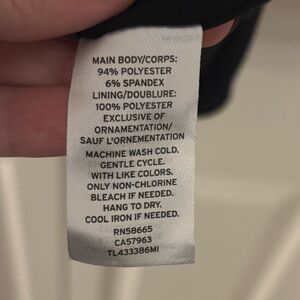 MAIN BODY/CORPS:
94% POLYESTER
6% SPANDEX
LINING/DOUBLURE:
100% POLYESTER
EXCLUSIVE OF
ORNAMENTATION/
SAUF L'ORNEMENTATION
MACHINE WASH COLD.
GENTLE CYCLE.
WITH LIKE COLORS.
ONLY NON-CHLORINE
BLEACH IF NEEDED.
HANG TO DRY.
COOL IRON IF NEEDED.
RN58665
CA57963
TL433386MI